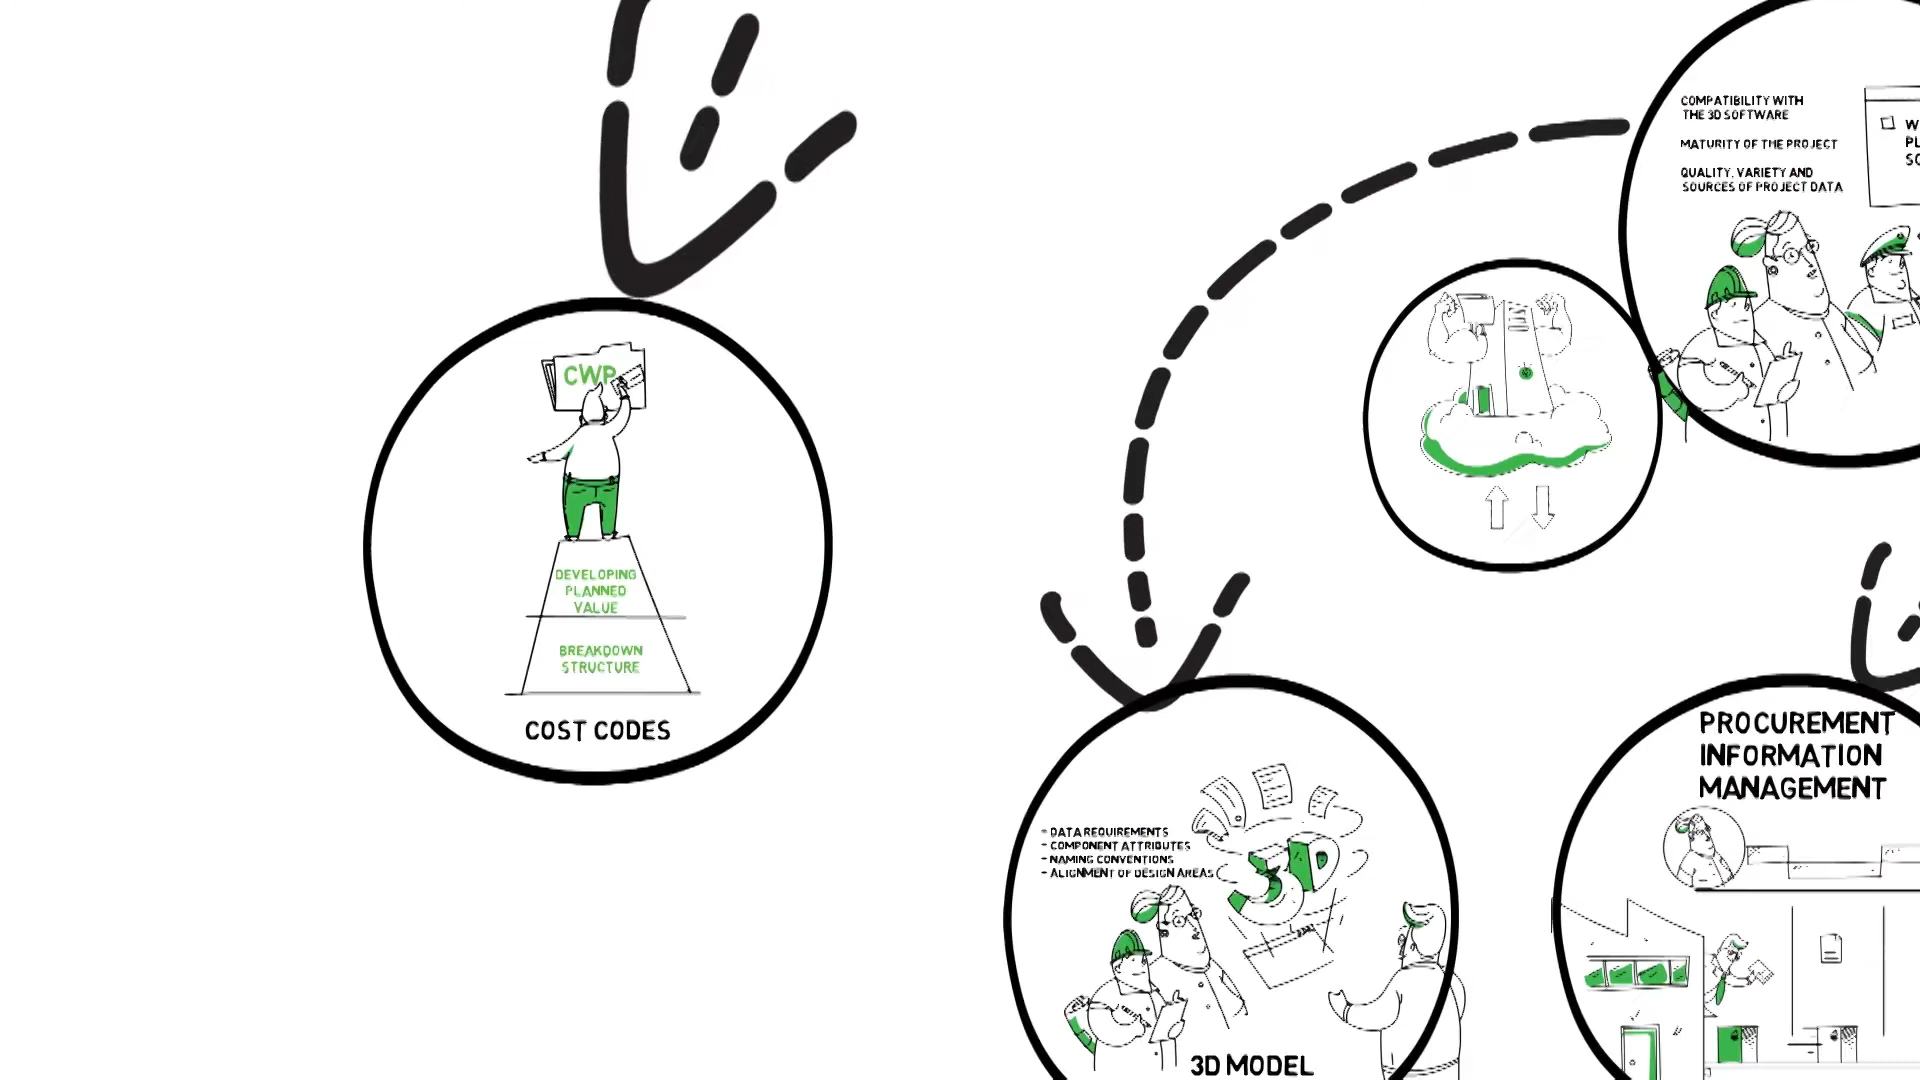 COMPATIBILITY WITH
THE 3D SOFTWARE
MATURITY OF THE PROJECT
QUALITY, VARIETY AND
SOURCES OF PROJECT DATA
CWP
DEVELOPING
PLANNED
VALUE
BREAKDOWN
STRUCTURE
COST CODES
- DATA REQUIREMENTS
- COMPONENT ATTRIBUTES
- NAMING CONVENTIONS
- ALIGNMENT OF DESIGN AREAS
3D
3D MODEL
PROCUREMENT
INFORMATION
MANAGEMENT